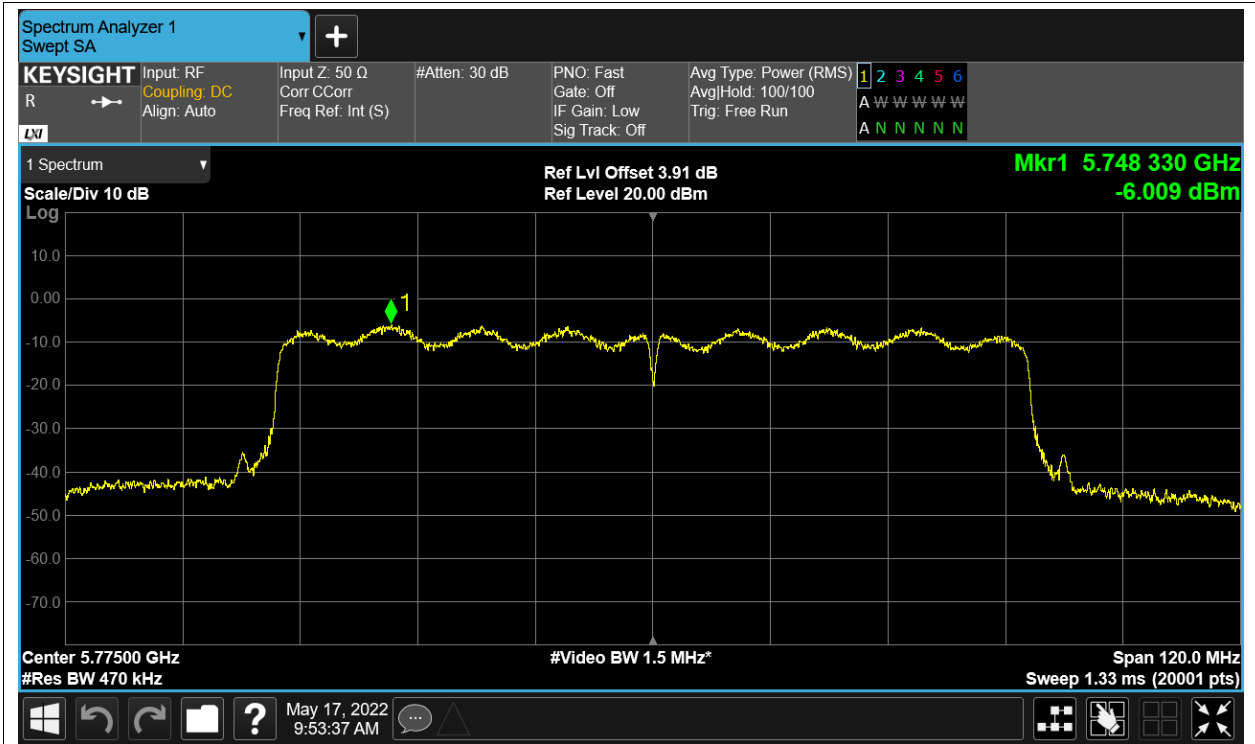 Spectrum Analyzer 1
Swept SA
+
KEYSIGHT
R
LXI
Input: RF
Coupling: DC
Align: Auto
Input Z: 50 Ω
Corr CCorr
Freq Ref: Int (S)
#Atten: 30 dB
PNO: Fast
Gate: Off
IF Gain: Low
Sig Track: Off
Avg Type: Power (RMS)
Avg|Hold: 100/100
Trig: Free Run
1 2 3 4 5 6
A W W W W W
A N N N N N
1 Spectrum
Scale/Div 10 dB
Log
Ref Lvl Offset 3.91 dB
Ref Level 20.00 dBm
Mkr1 5.748 330 GHz
-6.009 dBm
10.0
0.00
1
-10.0
-20.0
-30.0
-40.0
-50.0
-60.0
-70.0
Center 5.77500 GHz
#Res BW 470 kHz
#Video BW 1.5 MHz*
Span 120.0 MHz
Sweep 1.33 ms (20001 pts)
?
May 17, 2022
9:53:37 AM